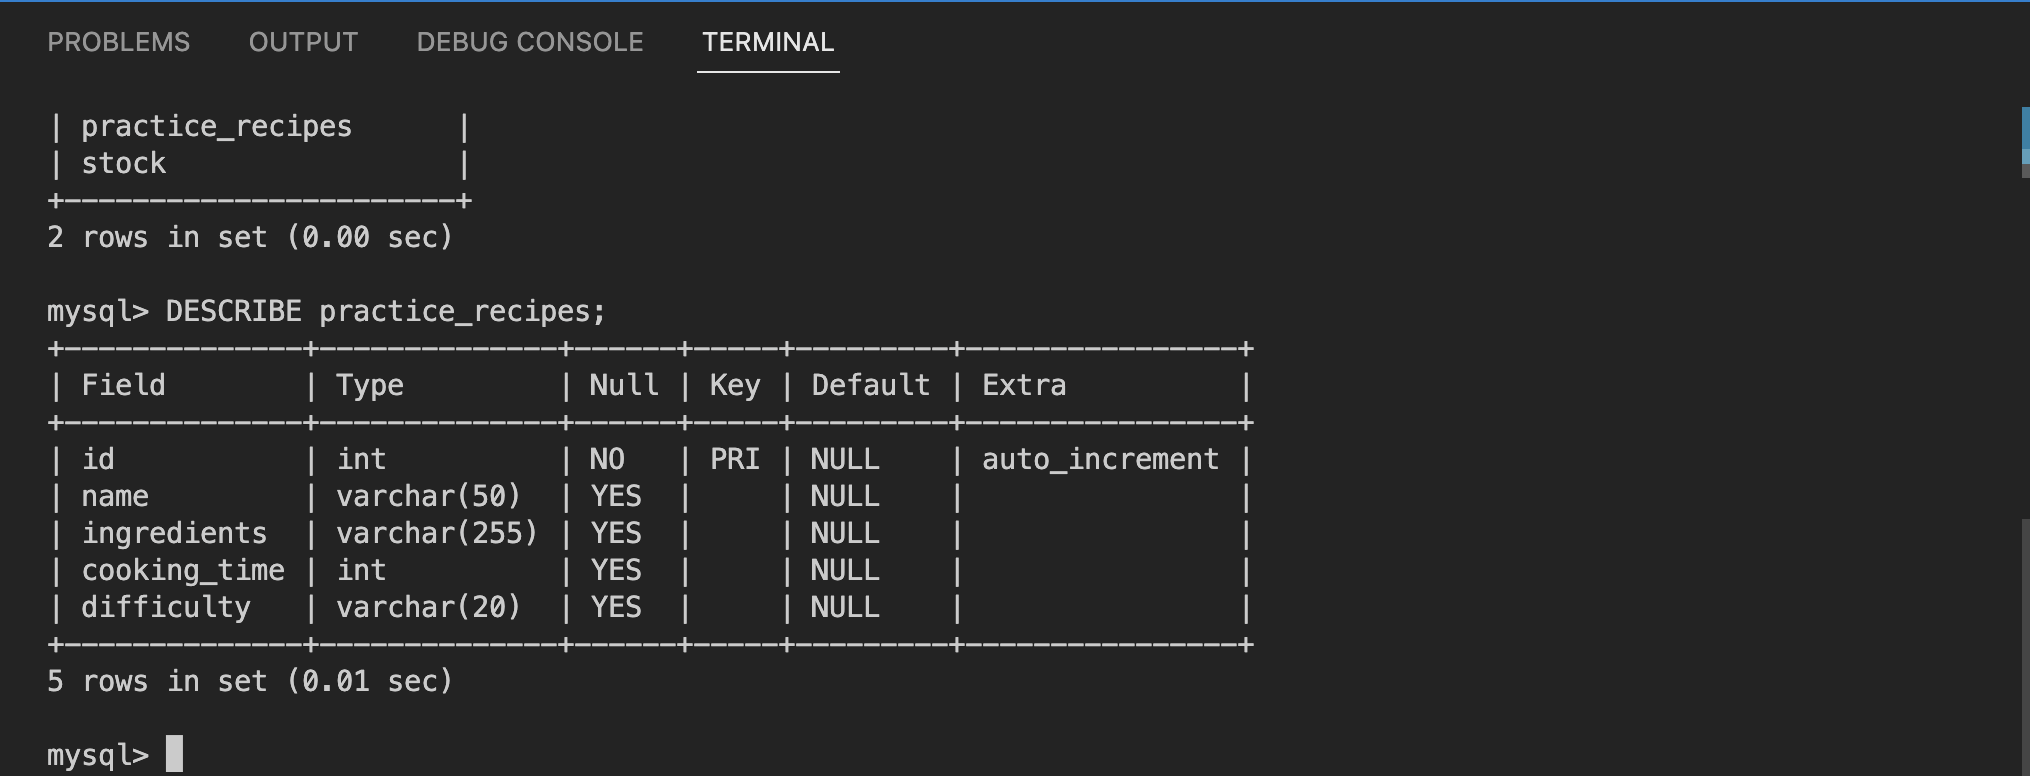 PROBLEMS OUTPUT DEBUG CONSOLE TERMINAL
| practice_recipes      |
| stock                 |
+-----------------------+
2 rows in set (0.00 sec)

mysql> DESCRIBE practice_recipes;
+--------------+--------------+------+-----+---------+----------------+
| Field        | Type         | Null | Key | Default | Extra          |
+--------------+--------------+------+-----+---------+----------------+
| id           | int          | NO   | PRI | NULL    | auto_increment |
| name         | varchar(50)  | YES  |     | NULL    |                |
| ingredients  | varchar(255) | YES  |     | NULL    |                |
| cooking_time | int          | YES  |     | NULL    |                |
| difficulty   | varchar(20)  | YES  |     | NULL    |                |
+--------------+--------------+------+-----+---------+----------------+
5 rows in set (0.01 sec)

mysql>